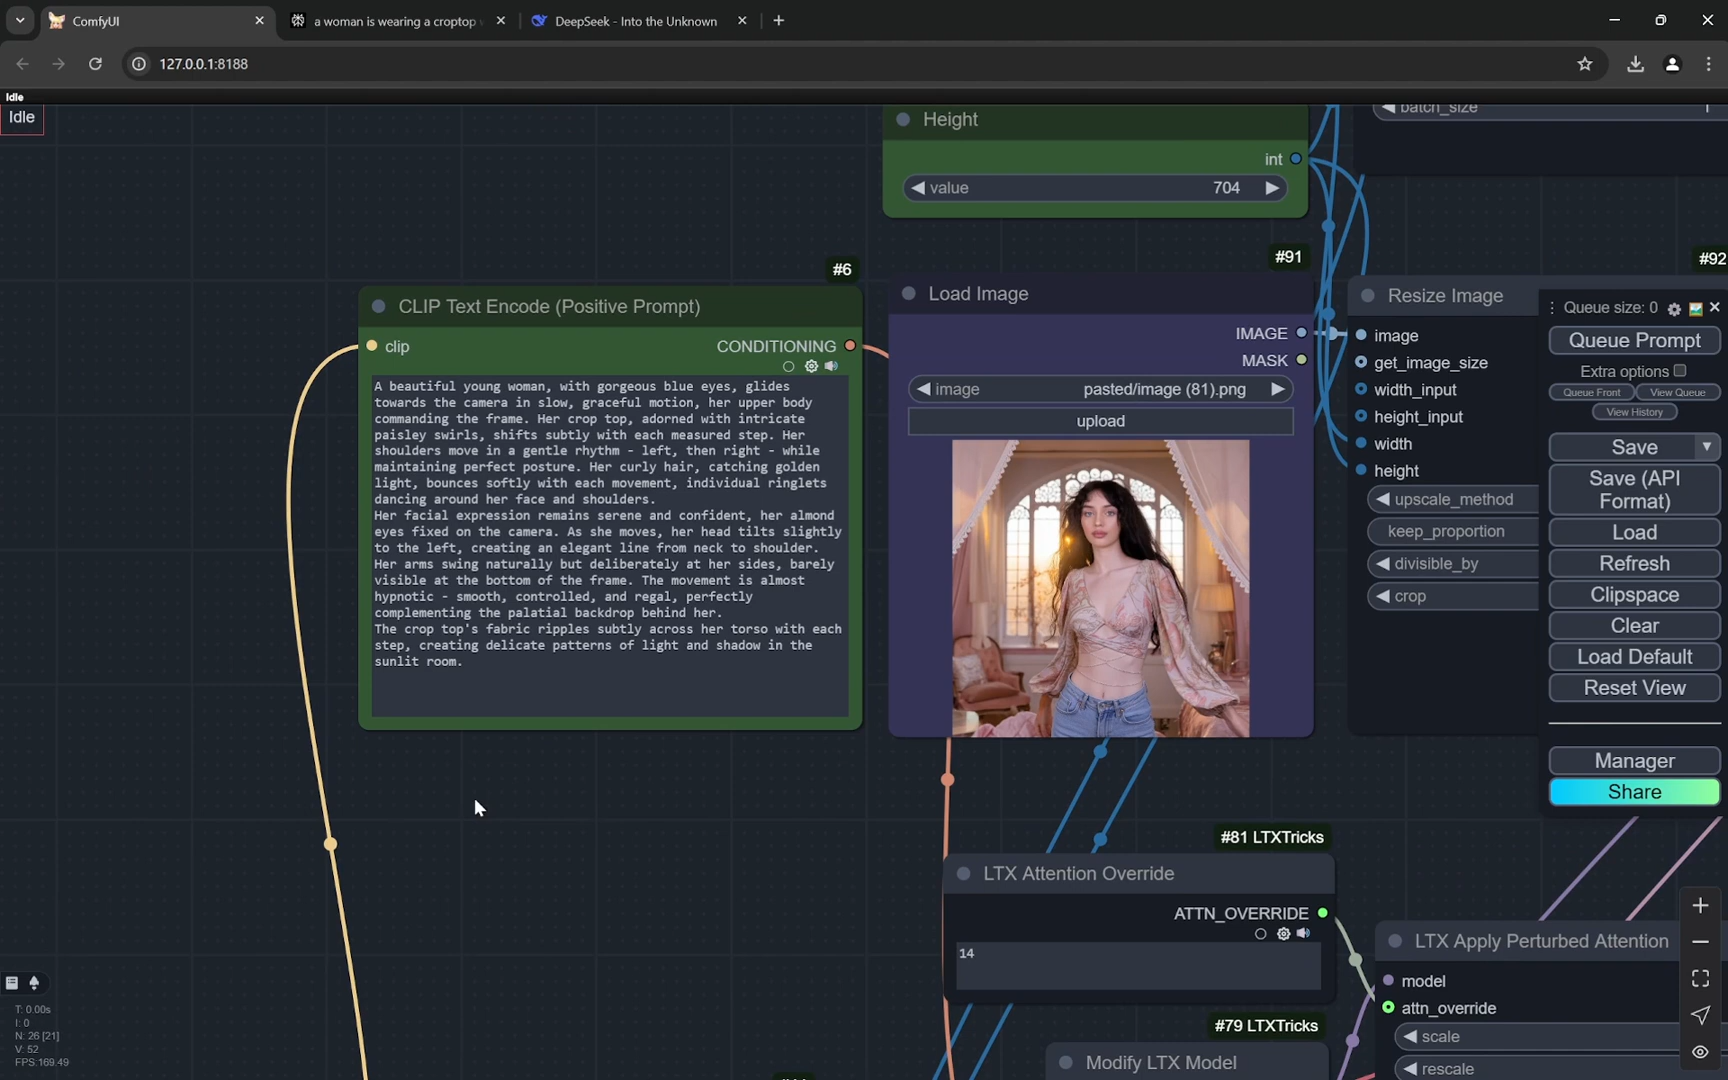 ComfyUI
a woman is wearing a croptop
DeepSeek - Into the Unknown
127.0.0.1:8188
Idle
Idle
Height
int
value 704
batch_size 1
#6
CLIP Text Encode (Positive Prompt)
clip CONDITIONING
A beautiful young woman, with gorgeous blue eyes, glides
towards the camera in slow, graceful motion, her upper body
commanding the frame. Her crop top, adorned with intricate
paisley swirls, shifts subtly with each measured step. Her
shoulders move in a gentle rhythm - left, then right - while
maintaining perfect posture. Her curly hair, catching golden
light, bounces softly with each movement, individual ringlets
dancing around her face and shoulders.
Her facial expression remains serene and confident, her almond
eyes fixed on the camera. As she moves, her head tilts slightly
to the left, creating an elegant line from neck to shoulder.
Her arms swing naturally but deliberately at her sides, barely
visible at the bottom of the frame. The movement is almost
hypnotic - smooth, controlled, and regal, perfectly
complementing the palatial backdrop behind her.
The crop top's fabric ripples subtly across her torso with each
step, creating delicate patterns of light and shadow in the
sunlit room.
#91
Load Image
IMAGE
MASK
image pasted/image (81).png
upload
#92
Resize Image
image
get_image_size
width_input
height_input
width
height
upscale_method
keep_proportion
divisible_by
crop
Queue size: 0
Queue Prompt
Extra options
Queue Front View Queue
View History
Save
Save (API
Format)
Load
Refresh
Clipspace
Clear
Load Default
Reset View
Manager
Share
#81 LTXTricks
LTX Attention Override
ATTN_OVERRIDE
14
LTX Apply Perturbed Attention
model
attn_override
scale
rescale
#79 LTXTricks
Modify LTX Model
T: 0.00s
I: 0
N: 26 [21]
V: 52
FPS:169.49